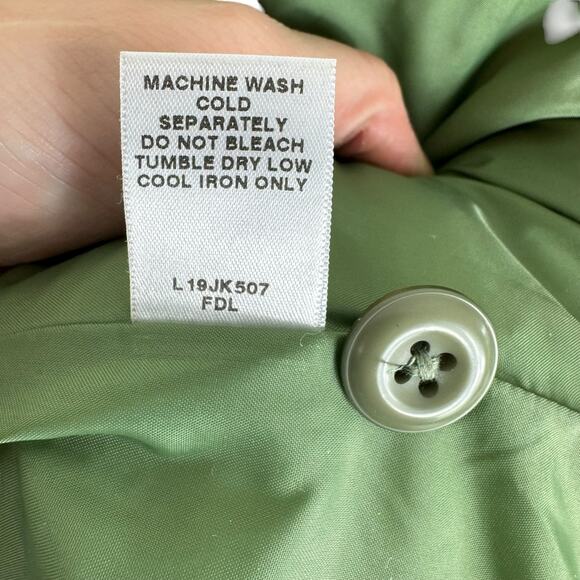 MACHINE WASH
COLD
SEPARATELY
DO NOT BLEACH
TUMBLE DRY LOW
COOL IRON ONLY
L19JK507
FDL